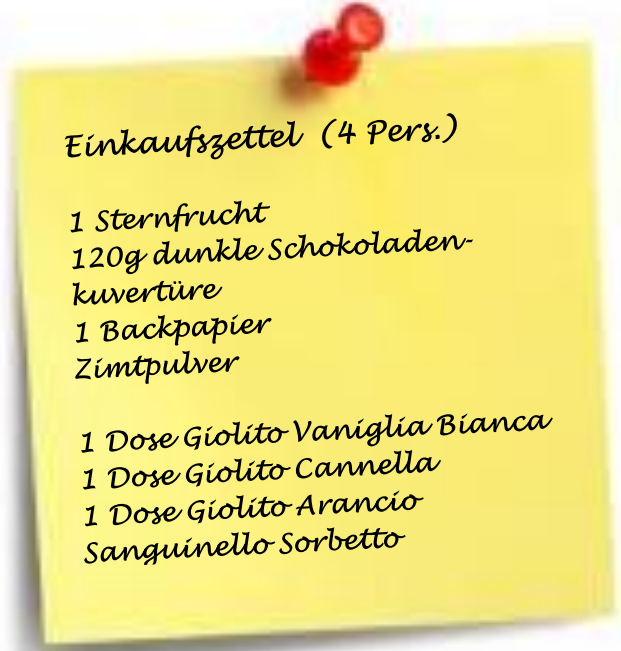 Einkaufszettel (4 Pers.)
1 Sternfrucht
120g dunkle Schokoladen-
kuvertüre
1 Backpapier
Zimtpulver
1 Dose Giolito Vaniglia Bianca
1 Dose Giolito Cannella
1 Dose Giolito Arancio
Sanguinello Sorbetto